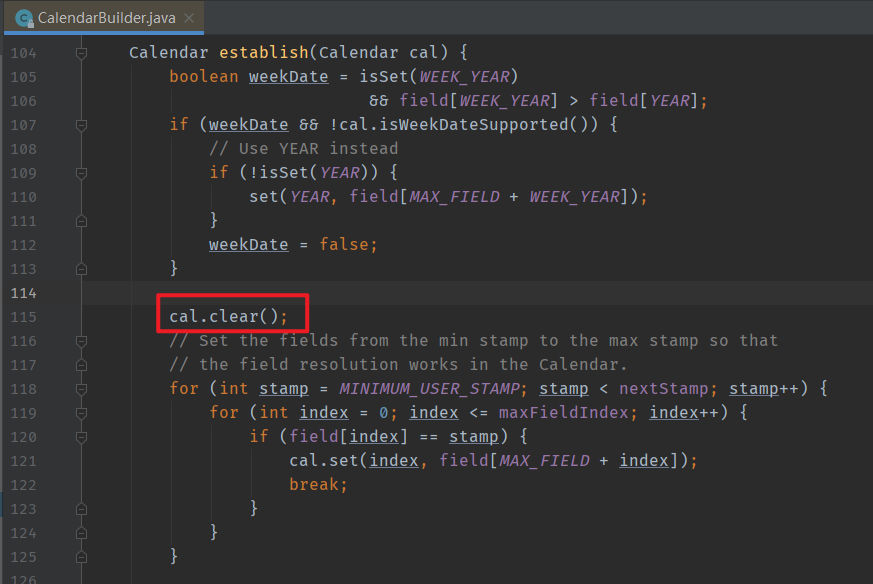 CalendarBuilder.java
104 Calendar establish(Calendar cal) {
105 boolean weekDate = isSet(WEEK_YEAR)
106 && field[WEEK_YEAR] > field[YEAR];
107 if (weekDate && !cal.isWeekDateSupported()) {
108 // Use YEAR instead
109 if (!isSet(YEAR)) {
110 set(YEAR, field[MAX_FIELD + WEEK_YEAR]);
111 }
112 weekDate = false;
113 }
114
115 cal.clear();
116 // Set the fields from the min stamp to the max stamp so that
117 // the field resolution works in the Calendar.
118 for (int stamp = MINIMUM_USER_STAMP; stamp < nextStamp; stamp++) {
119 for (int index = 0; index <= maxFieldIndex; index++) {
120 if (field[index] == stamp) {
121 cal.set(index, field[MAX_FIELD + index]);
122 break;
123 }
124 }
125 }
126